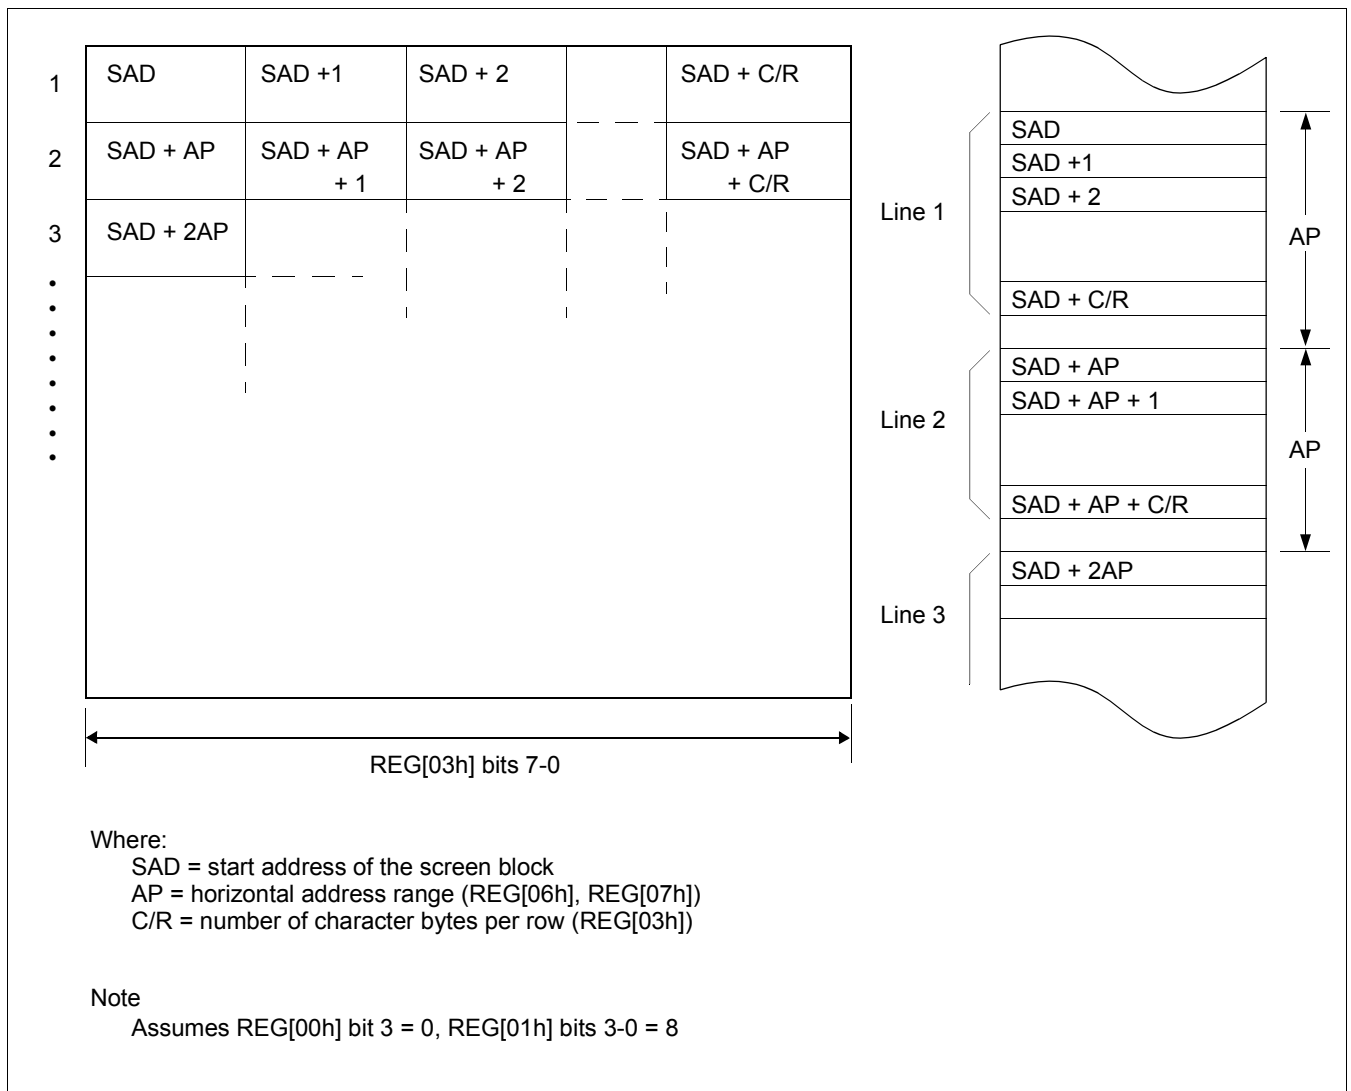 1 SAD SAD +1 SAD + 2 SAD + C/R
2 SAD + AP SAD + AP + 1 SAD + AP + 2 SAD + AP + C/R
3 SAD + 2AP
REG[03h] bits 7-0
Line 1
SAD
SAD +1
SAD + 2
SAD + C/R
AP
Line 2
SAD + AP
SAD + AP + 1
SAD + AP + C/R
AP
Line 3
SAD + 2AP
Where:
SAD = start address of the screen block
AP = horizontal address range (REG[06h], REG[07h])
C/R = number of character bytes per row (REG[03h])
Note
Assumes REG[00h] bit 3 = 0, REG[01h] bits 3-0 = 8